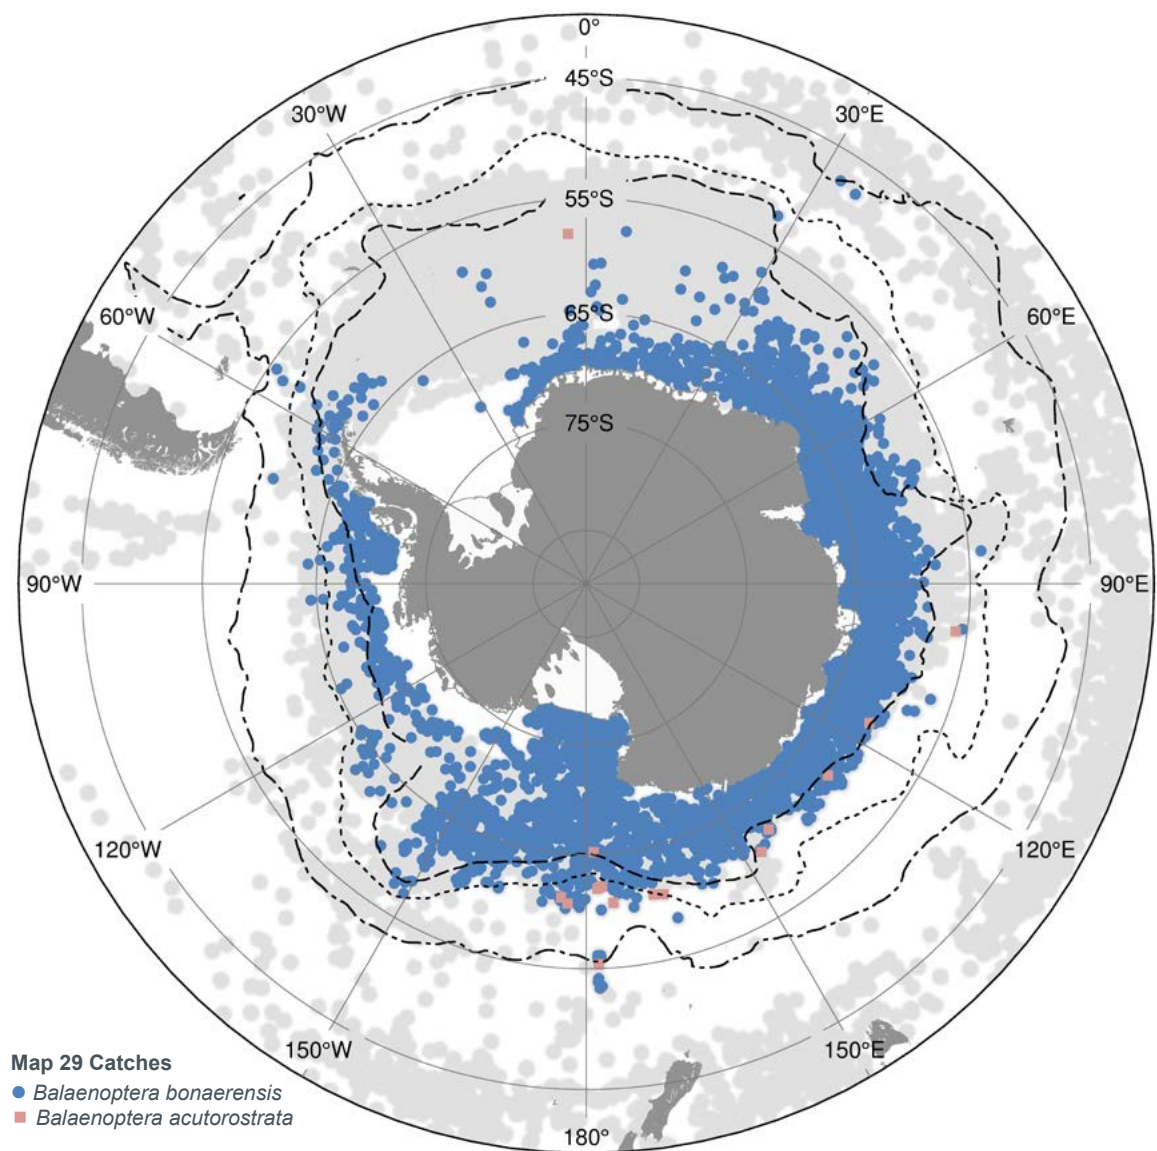 0°
45°S
30°W
30°E
55°S
60°W
65°S
60°E
75°S
90°W
90°E
120°W
120°E
150°W
150°E
Map 29 Catches
Balaenoptera bonaerensis
Balaenoptera acutorostrata
180°